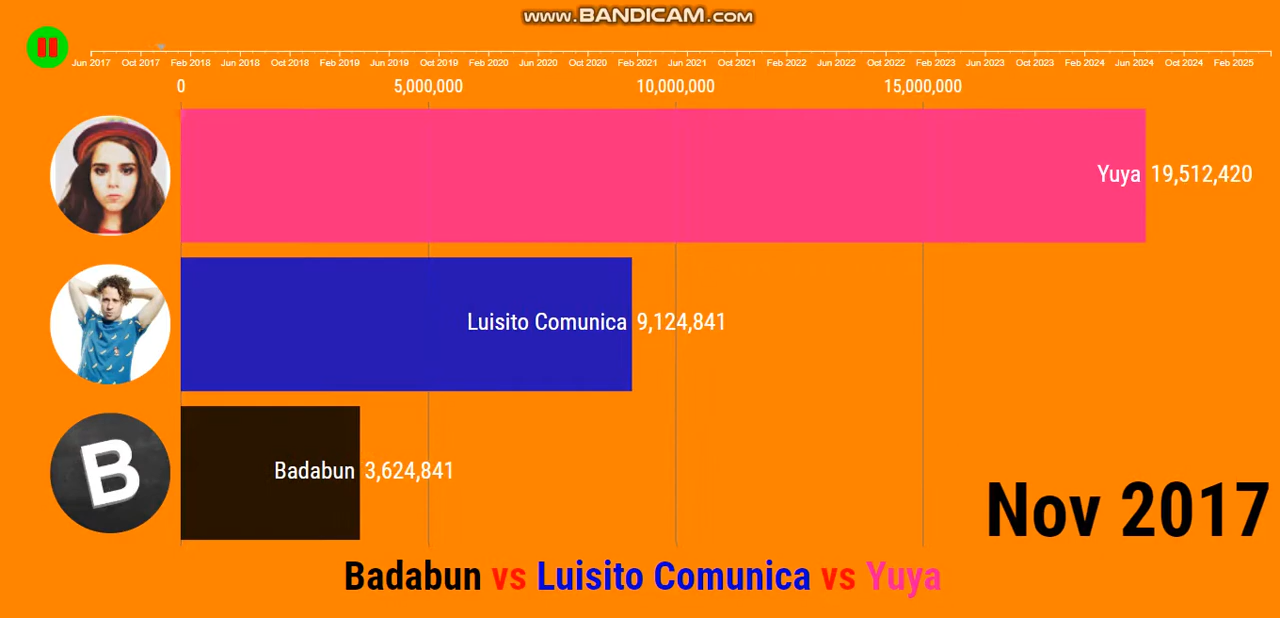 www.BANDICAM.com
Jun 2017 Oct 2017 Feb 2018 Jun 2018 Oct 2018 Feb 2019 Jun 2019 Oct 2019 Feb 2020 Jun 2020 Oct 2020 Feb 2021 Jun 2021 Oct 2021 Feb 2022 Jun 2022 Oct 2022 Feb 2023 Jun 2023 Oct 2023 Feb 2024 Jun 2024 Oct 2024 Feb 2025
0 5,000,000 10,000,000 15,000,000
Yuya 19,512,420
Luisito Comunica 9,124,841
B
Badabun 3,624,841
Nov 2017
Badabun vs Luisito Comunica vs Yuya